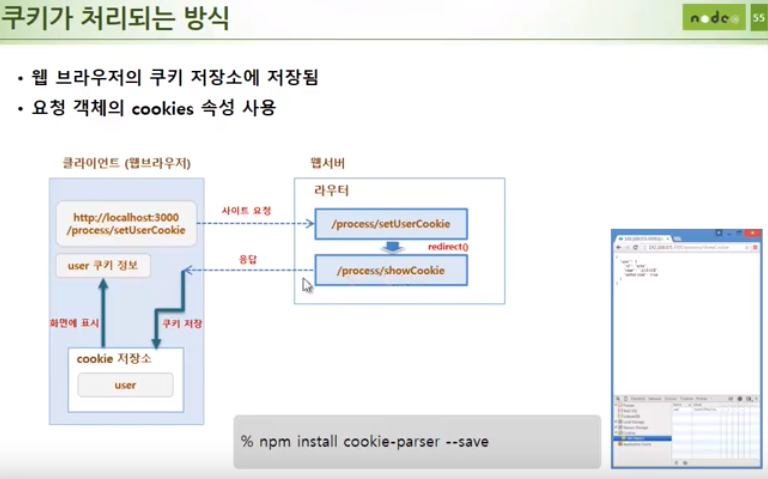 쿠키가 처리되는 방식
node
55
• 웹 브라우저의 쿠키 저장소에 저장됨
• 요청 객체의 cookies 속성 사용
클라이언트 (웹브라우저)
웹서버
라우터
http://localhost:3000
/process/setUserCookie
사이트 요청
/process/setUserCookie
redirect()
user 쿠키 정보
응답
/process/showCookie
화면에 표시
쿠키 저장
cookie 저장소
user
% npm install cookie-parser --save